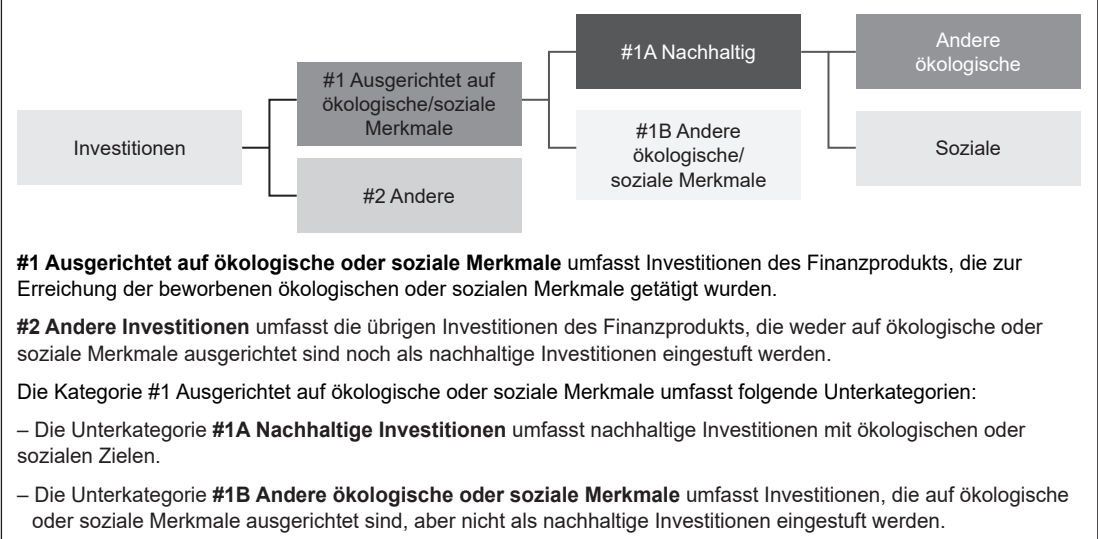 Investitionen
#1 Ausgerichtet auf
ökologische/soziale
Merkmale
#2 Andere
#1A Nachhaltig
#1B Andere
ökologische/
soziale Merkmale
Andere
ökologische
Soziale
#1 Ausgerichtet auf ökologische oder soziale Merkmale umfasst Investitionen des Finanzprodukts, die zur
Erreichung der beworbenen ökologischen oder sozialen Merkmale getätigt wurden.
#2 Andere Investitionen umfasst die übrigen Investitionen des Finanzprodukts, die weder auf ökologische oder
soziale Merkmale ausgerichtet sind noch als nachhaltige Investitionen eingestuft werden.
Die Kategorie #1 Ausgerichtet auf ökologische oder soziale Merkmale umfasst folgende Unterkategorien:
– Die Unterkategorie #1A Nachhaltige Investitionen umfasst nachhaltige Investitionen mit ökologischen oder
sozialen Zielen.
– Die Unterkategorie #1B Andere ökologische oder soziale Merkmale umfasst Investitionen, die auf ökologische
oder soziale Merkmale ausgerichtet sind, aber nicht als nachhaltige Investitionen eingestuft werden.